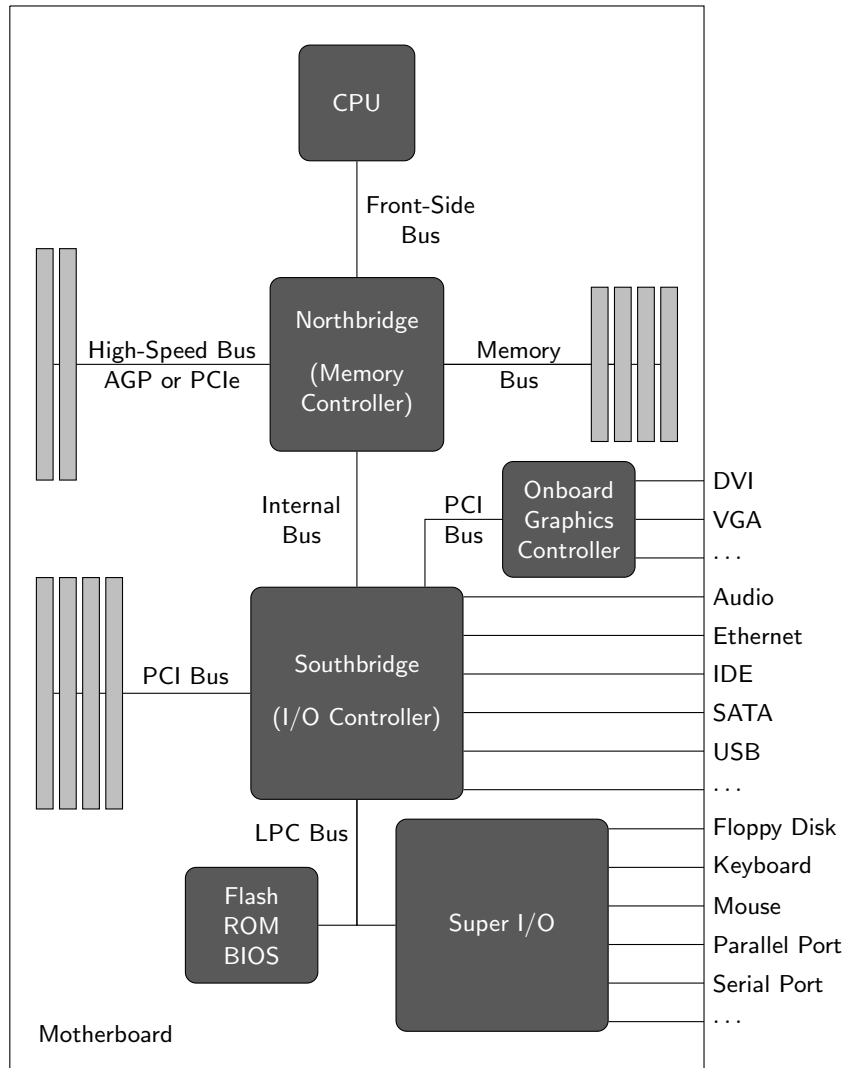 CPU
Front-Side
Bus
Northbridge
(Memory
Controller)
High-Speed Bus
AGP or PCIe
Memory
Bus
Internal
Bus
PCI
Bus
Onboard
Graphics
Controller
DVI
VGA
...
Southbridge
(I/O Controller)
PCI Bus
Audio
Ethernet
IDE
SATA
USB
...
LPC Bus
Flash
ROM
BIOS
Super I/O
Floppy Disk
Keyboard
Mouse
Parallel Port
Serial Port
...
Motherboard